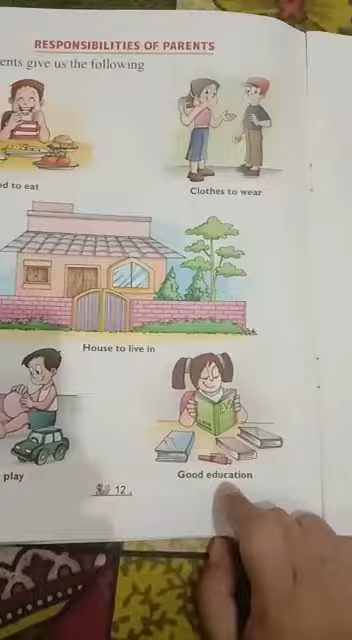 RESPONSIBILITIES OF PARENTS
give us the following
to eat
Clothes to wear
House to live in
EVS
play
Good education
12